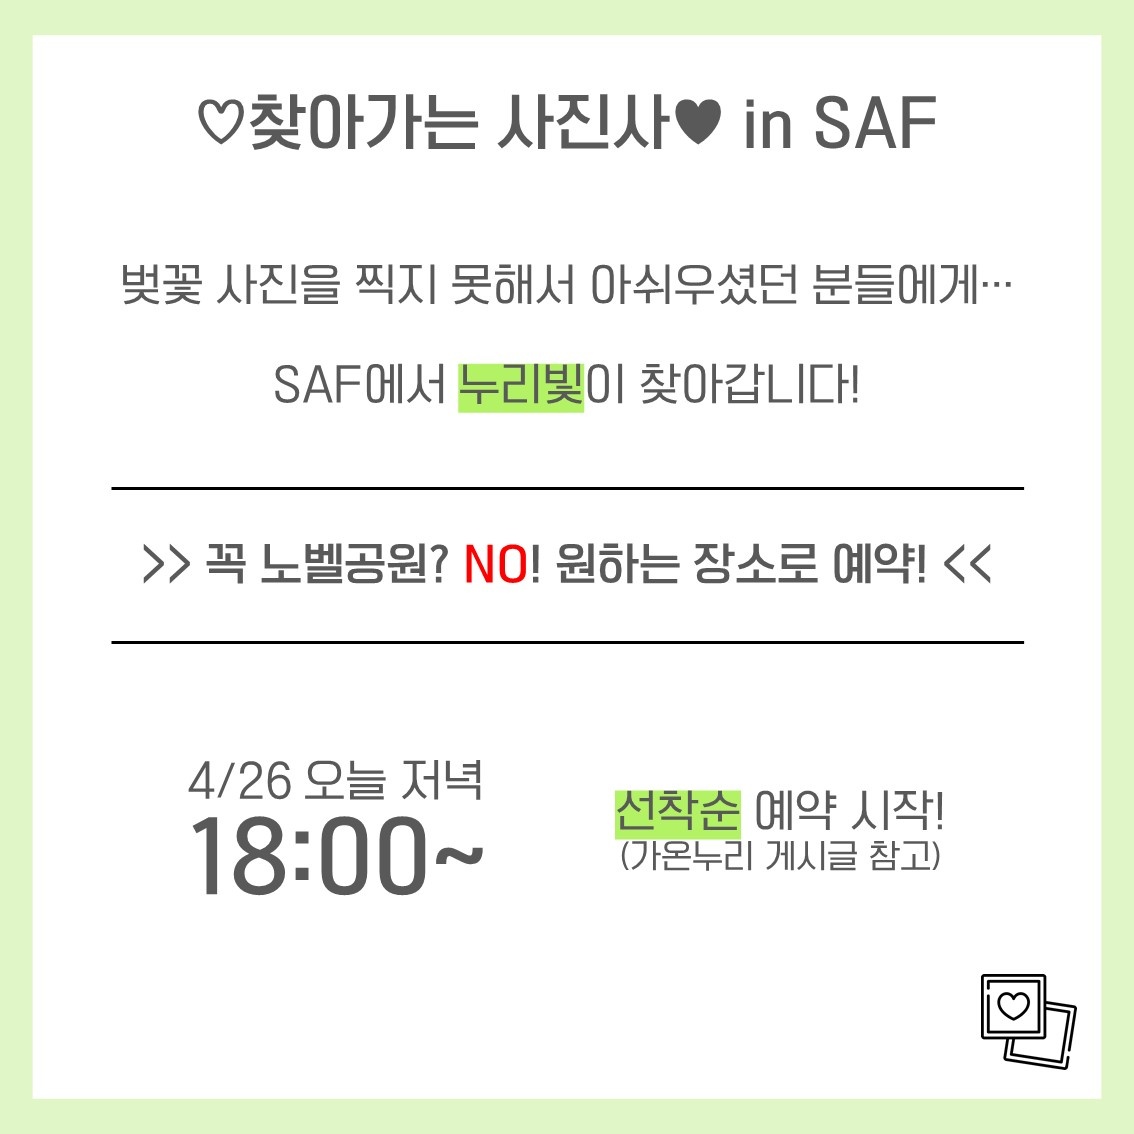 ♡찾아가는 사진사♥ in SAF
벚꽃 사진을 찍지 못해서 아쉬우셨던 분들에게…
SAF에서 누리빛이 찾아갑니다!
>> 꼭 노벨공원? NO! 원하는 장소로 예약! <<
4/26 오늘 저녁
18:00~
선착순 예약 시작!
(가온누리 게시글 참고)